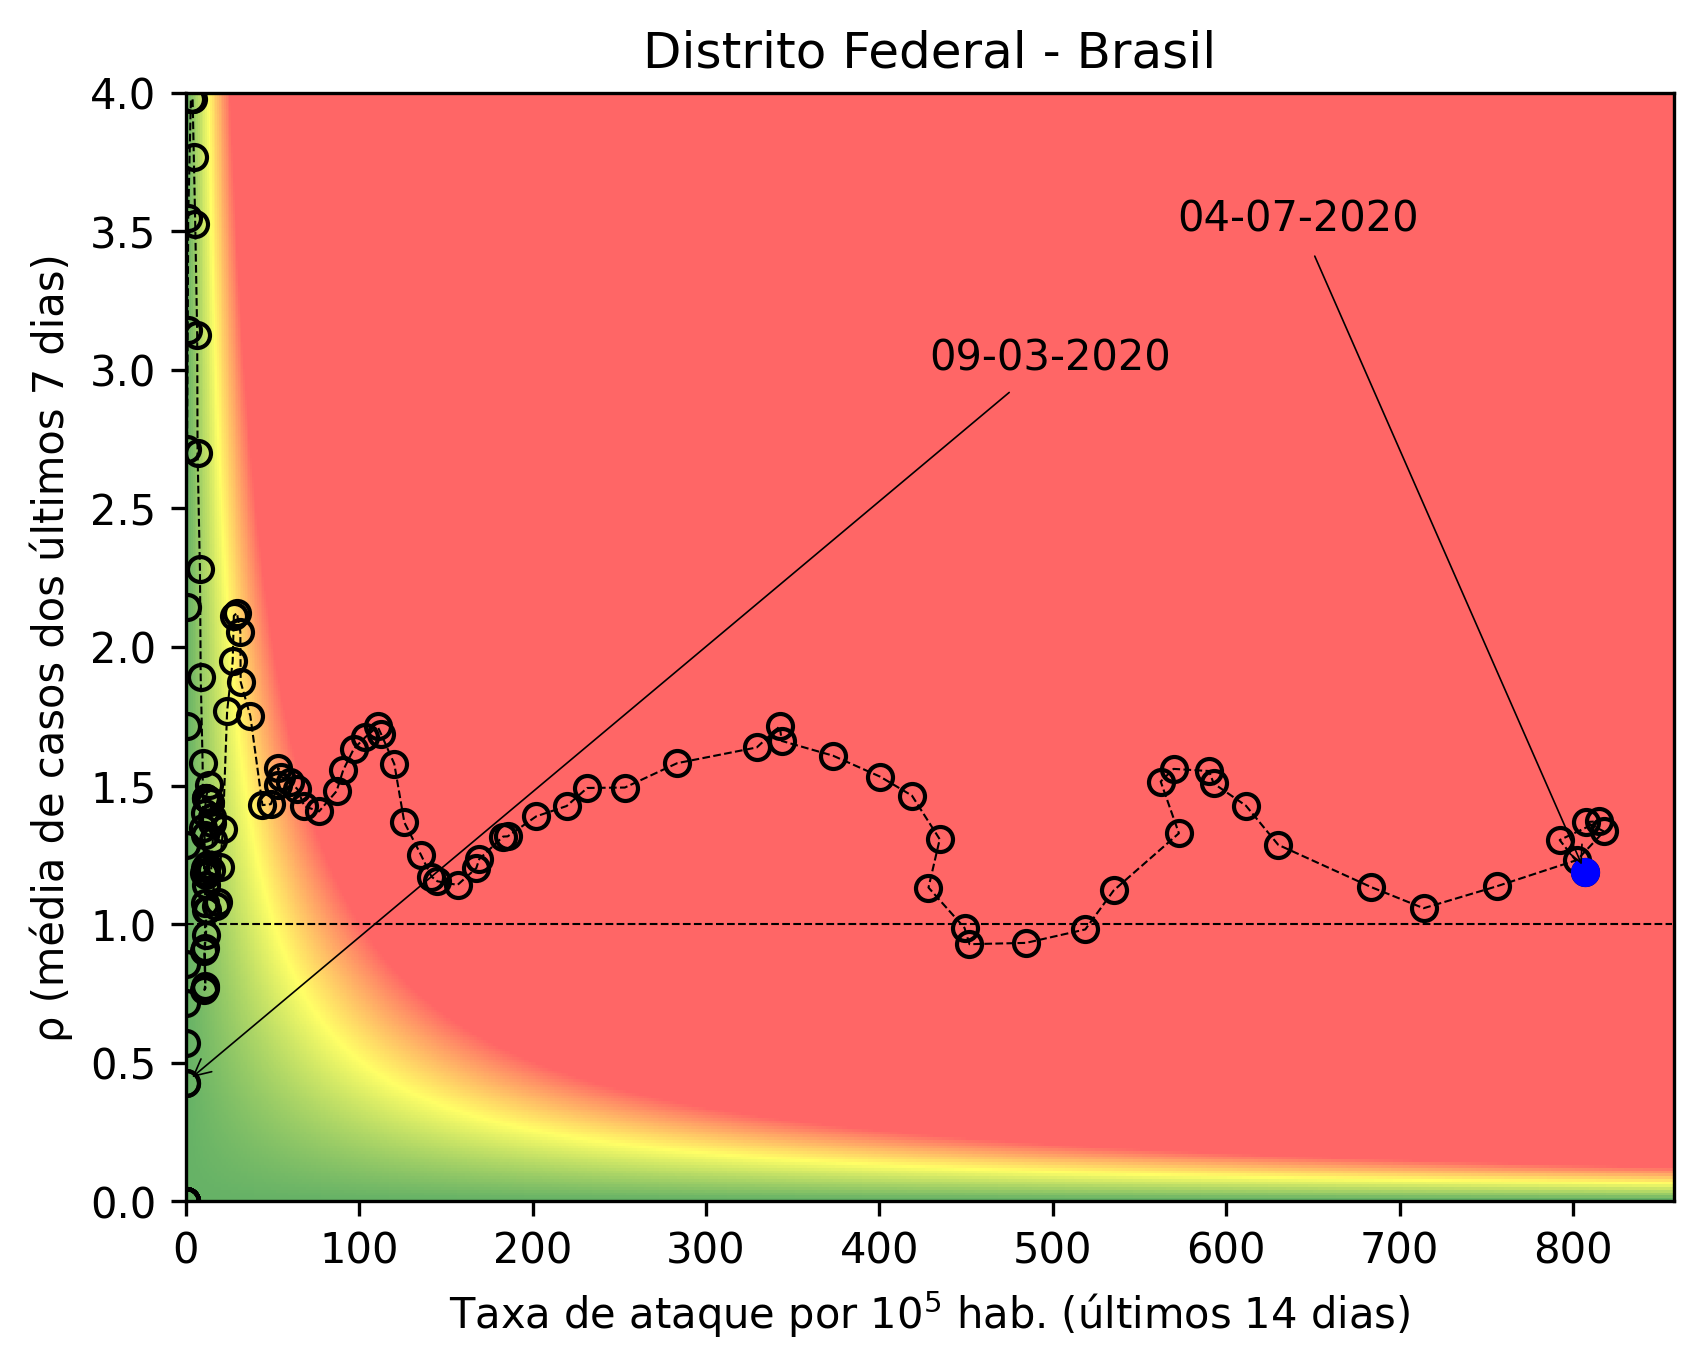 Distrito Federal - Brasil
4.0
3.5
3.0
2.5
2.0
1.5
1.0
0.5
0.0
ρ (média de casos dos últimos 7 dias)
04-07-2020
09-03-2020
0 100 200 300 400 500 600 700 800
Taxa de ataque por 10⁵ hab. (últimos 14 dias)